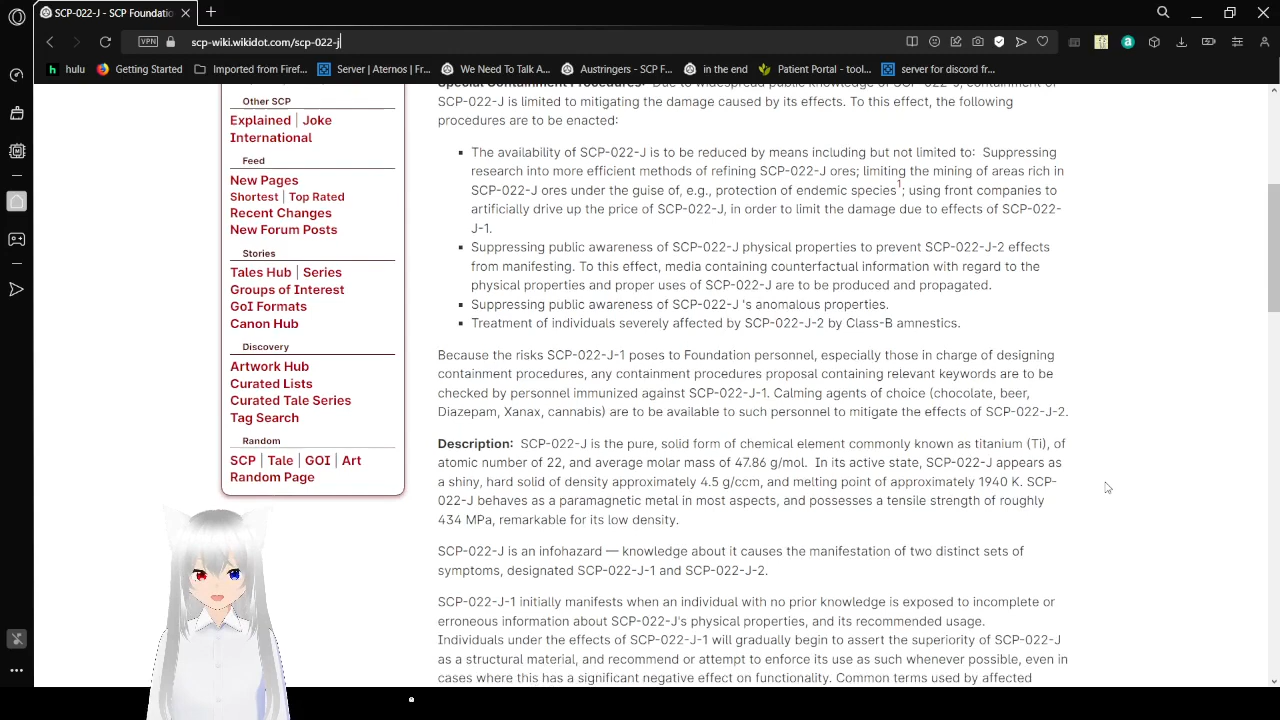 SCP-022-J - SCP Foundatio
VPN
scp-wiki.wikidot.com/scp-022-j
hulu
Getting Started
Imported from Firef...
Server | Aternos | Fr...
We Need To Talk A...
Austringers - SCP F...
in the end
Patient Portal - tool...
server for discord fr...
Other SCP
Explained | Joke
International
Feed
New Pages
Shortest | Top Rated
Recent Changes
New Forum Posts
Stories
Tales Hub | Series
Groups of Interest
GoI Formats
Canon Hub
Discovery
Artwork Hub
Curated Lists
Curated Tale Series
Tag Search
Random
SCP | Tale | GOI | Art
Random Page
Special Containment Procedures: Due to widespread public knowledge of SCP-022-J, containment of
SCP-022-J is limited to mitigating the damage caused by its effects. To this effect, the following
procedures are to be enacted:
The availability of SCP-022-J is to be reduced by means including but not limited to: Suppressing
research into more efficient methods of refining SCP-022-J ores; limiting the mining of areas rich in
SCP-022-J ores under the guise of, e.g., protection of endemic species1; using front companies to
artificially drive up the price of SCP-022-J, in order to limit the damage due to effects of SCP-022-
J-1.
Suppressing public awareness of SCP-022-J physical properties to prevent SCP-022-J-2 effects
from manifesting. To this effect, media containing counterfactual information with regard to the
physical properties and proper uses of SCP-022-J are to be produced and propagated.
Suppressing public awareness of SCP-022-J 's anomalous properties.
Treatment of individuals severely affected by SCP-022-J-2 by Class-B amnestics.
Because the risks SCP-022-J-1 poses to Foundation personnel, especially those in charge of designing
containment procedures, any containment procedures proposal containing relevant keywords are to be
checked by personnel immunized against SCP-022-J-1. Calming agents of choice (chocolate, beer,
Diazepam, Xanax, cannabis) are to be available to such personnel to mitigate the effects of SCP-022-J-2.
Description: SCP-022-J is the pure, solid form of chemical element commonly known as titanium (Ti), of
atomic number of 22, and average molar mass of 47.86 g/mol. In its active state, SCP-022-J appears as
a shiny, hard solid of density approximately 4.5 g/ccm, and melting point of approximately 1940 K. SCP-
022-J behaves as a paramagnetic metal in most aspects, and possesses a tensile strength of roughly
434 MPa, remarkable for its low density.
SCP-022-J is an infohazard — knowledge about it causes the manifestation of two distinct sets of
symptoms, designated SCP-022-J-1 and SCP-022-J-2.
SCP-022-J-1 initially manifests when an individual with no prior knowledge is exposed to incomplete or
erroneous information about SCP-022-J's physical properties, and its recommended usage.
Individuals under the effects of SCP-022-J-1 will gradually begin to assert the superiority of SCP-022-J
as a structural material, and recommend or attempt to enforce its use as such whenever possible, even in
cases where this has a significant negative effect on functionality. Common terms used by affected